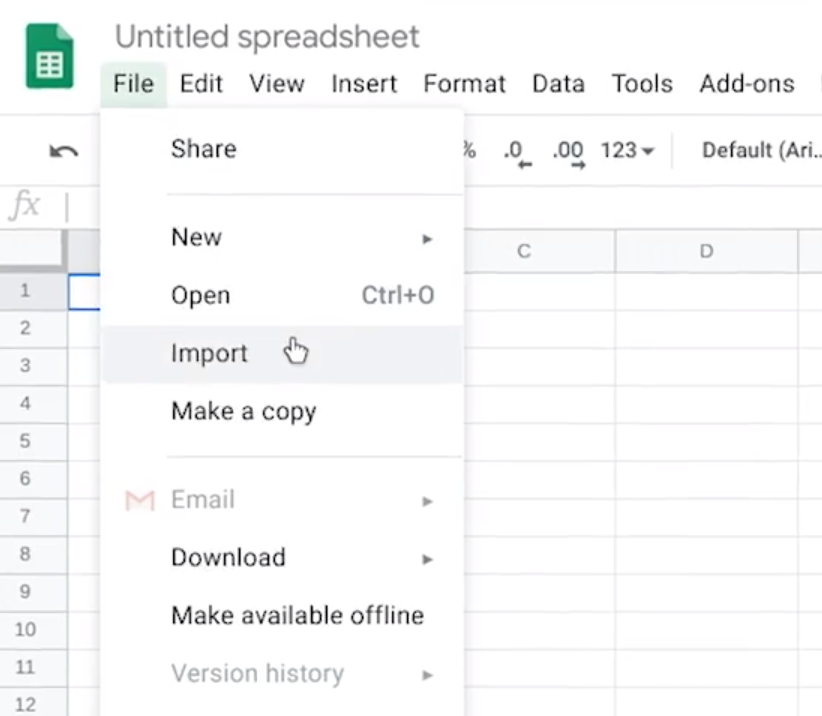 Untitled spreadsheet
File Edit View Insert Format Data Tools Add-ons
Share
% .0 .00 123 Default (Ari...
fx
New
C D
1
Open Ctrl+O
2
Import
3
Make a copy
4
5
6
Email
7
Download
8
9
Make available offline
10
Version history
11
12